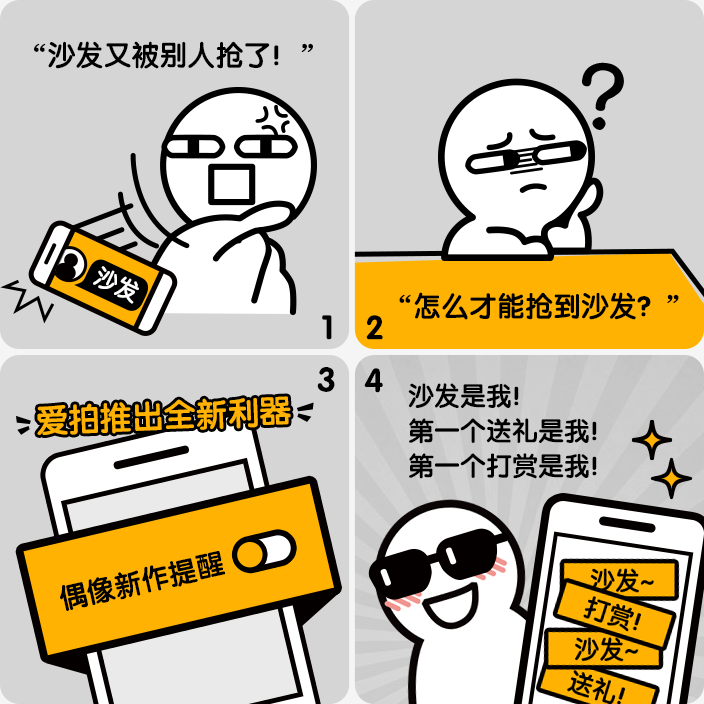 “沙发又被别人抢了!”
沙发
1
?
“怎么才能抢到沙发?”
2
3
爱拍推出全新利器
偶像新作提醒
4
沙发是我!
第一个送礼是我!
第一个打赏是我!
沙发~
打赏!
沙发~
送礼!